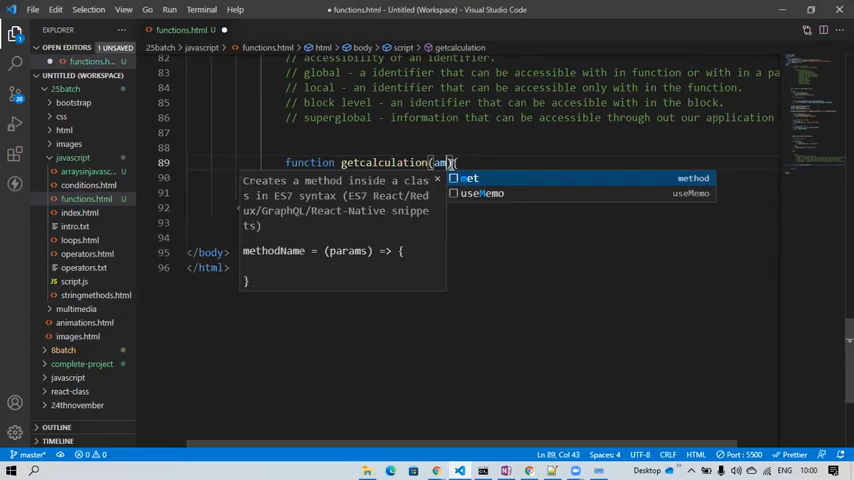 File Edit Selection View Go Run Terminal Help
functions.html - Untitled (Workspace) - Visual Studio Code
EXPLORER
functions.html U
OPEN EDITORS 1 UNSAVED
25batch > javascript > functions.html > html > body > script > getcalculation
functions.h... U
UNTITLED (WORKSPACE)
25batch
bootstrap
css
html
images
javascript
arraysinjavasc... U
conditions.html U
functions.html U
index.html U
intro.txt
loops.html U
operators.html U
operators.txt U
script.js
stringmethods.html U
multimedia
animations.html U
images.html U
8batch
complete-project
javascript
react-class
24thnovember
OUTLINE
TIMELINE
82 // accessibility of an identifier.
83 // global - a identifier that can be accessible with in function or with in a pa
84 // local - an identifier that can be accessible only with in the function.
85 // block level - an identifier that can be accesible with in the block.
86 // superglobal - information that can be accessible through out our application
87
88
89 function getcalculation(am){
90
91
92
93
94
95 </body>
96 </html>
Creates a method inside a clas
s in ES7 syntax (ES7 React/Red
ux/GraphQL/React-Native snippe
ts)
methodName = (params) => {
}
met method
useMemo useMemo
0 0
Ln 89, Col 43 Spaces: 4 UTF-8 CRLF HTML Port : 5500 Prettier
Desktop ENG 10:00
20